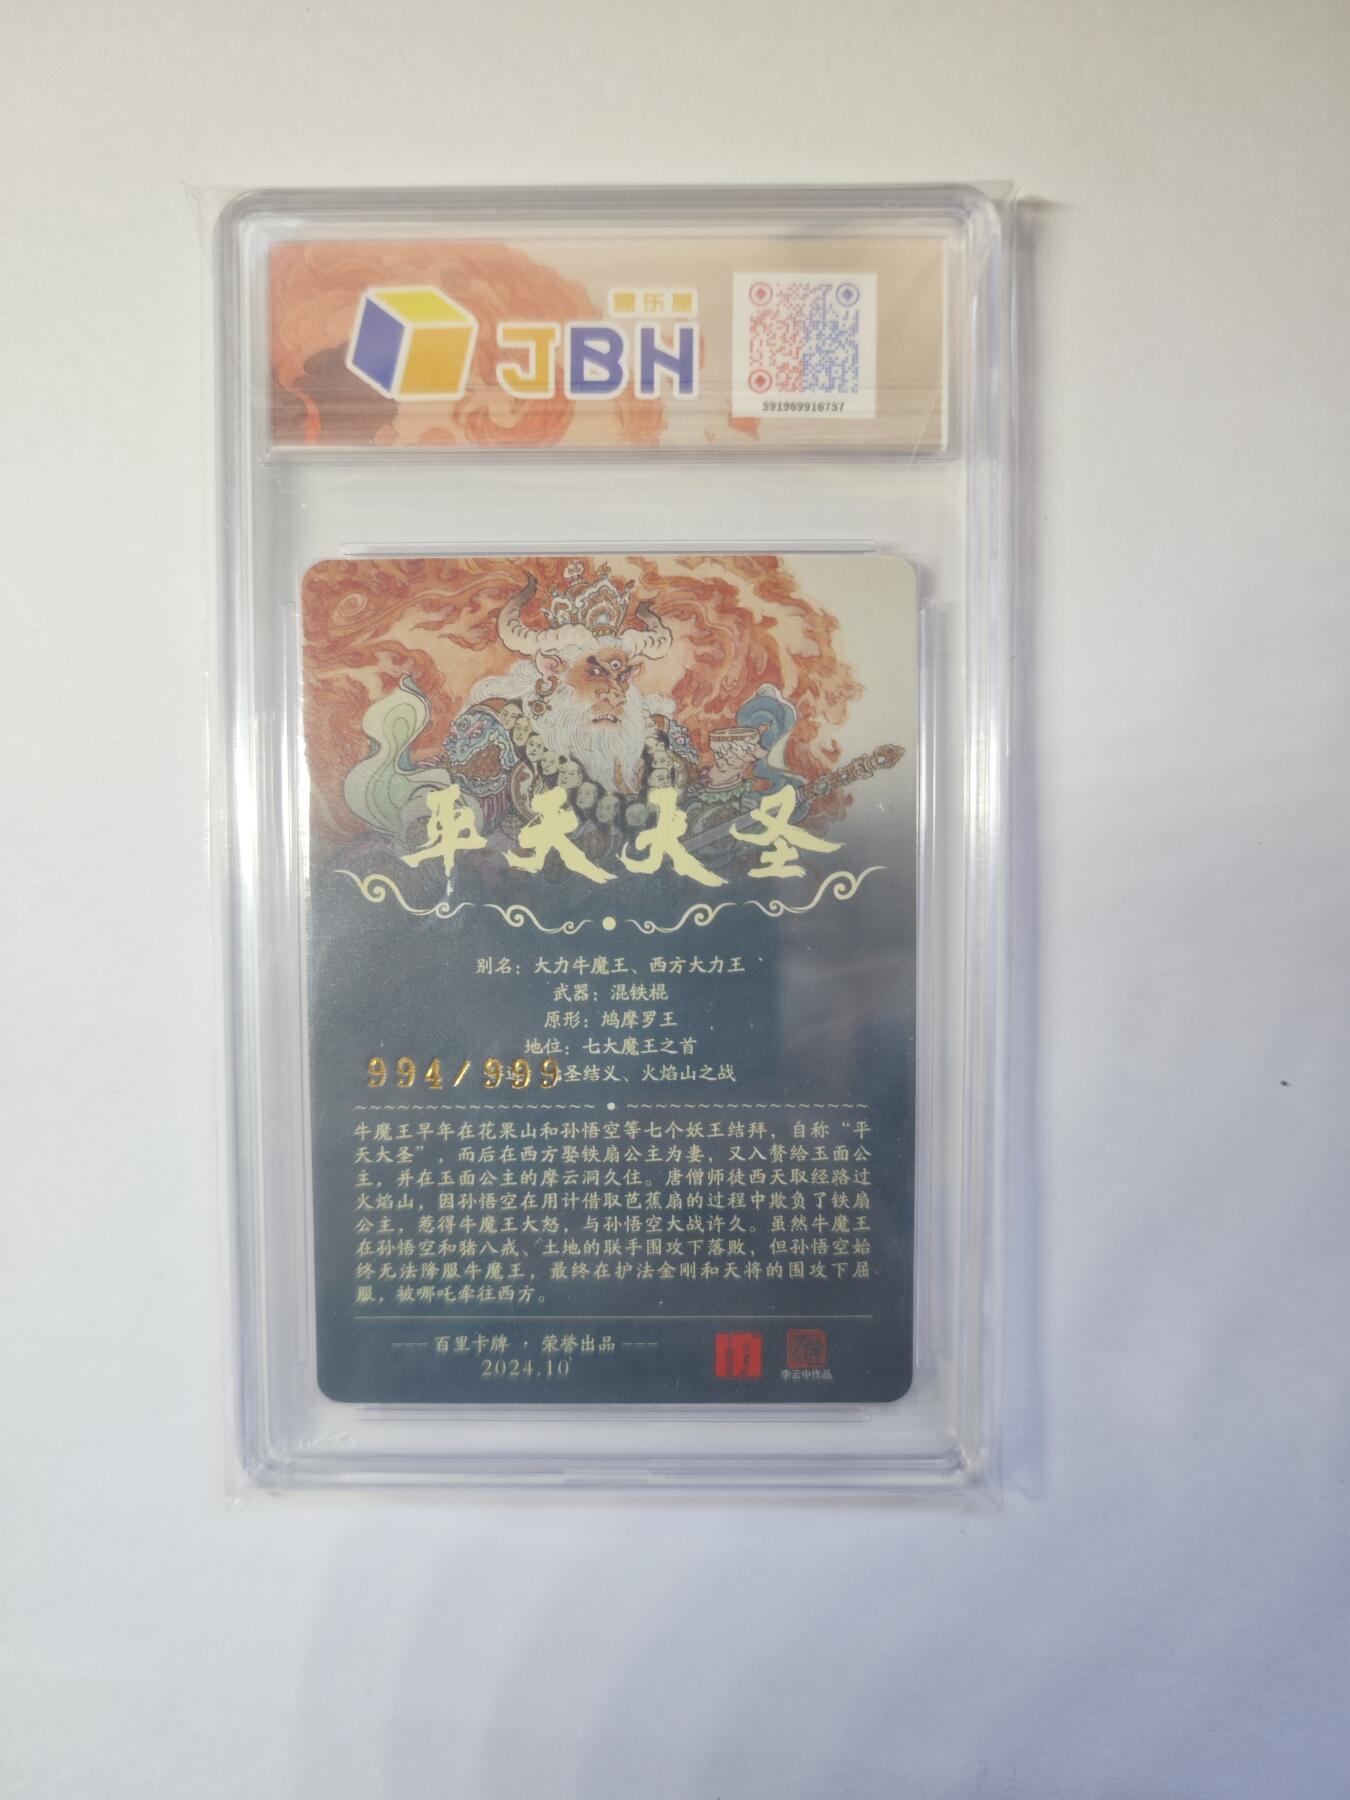 乐
JBH
591969916757
平天大圣
别名：大力牛魔王、西方大力王
武器：混铁棍
原形：鸠摩罗王
地位：七大魔王之首
994/999
圣结义、火焰山之战
牛魔王早年在花果山和孙悟空等七个妖王结拜，自称“平
天大圣”，而后在西方娶铁扇公主为妻，又入赘给玉面公
主，并在玉面公主的摩云洞久住。唐僧师徒西天取经路过
火焰山，因孙悟空在用计借取芭蕉扇的过程中欺负了铁扇
公主，惹得牛魔王大怒，与孙悟空大战许久。虽然牛魔王
在孙悟空和猪八戒、土地的联手围攻下落败，但孙悟空始
终无法降服牛魔王，最终在护法金刚和天将的围攻下屈
服，被哪吒牵往西方。
--- 百里卡牌 · 荣誉出品 ---
2024.10
李云中作品